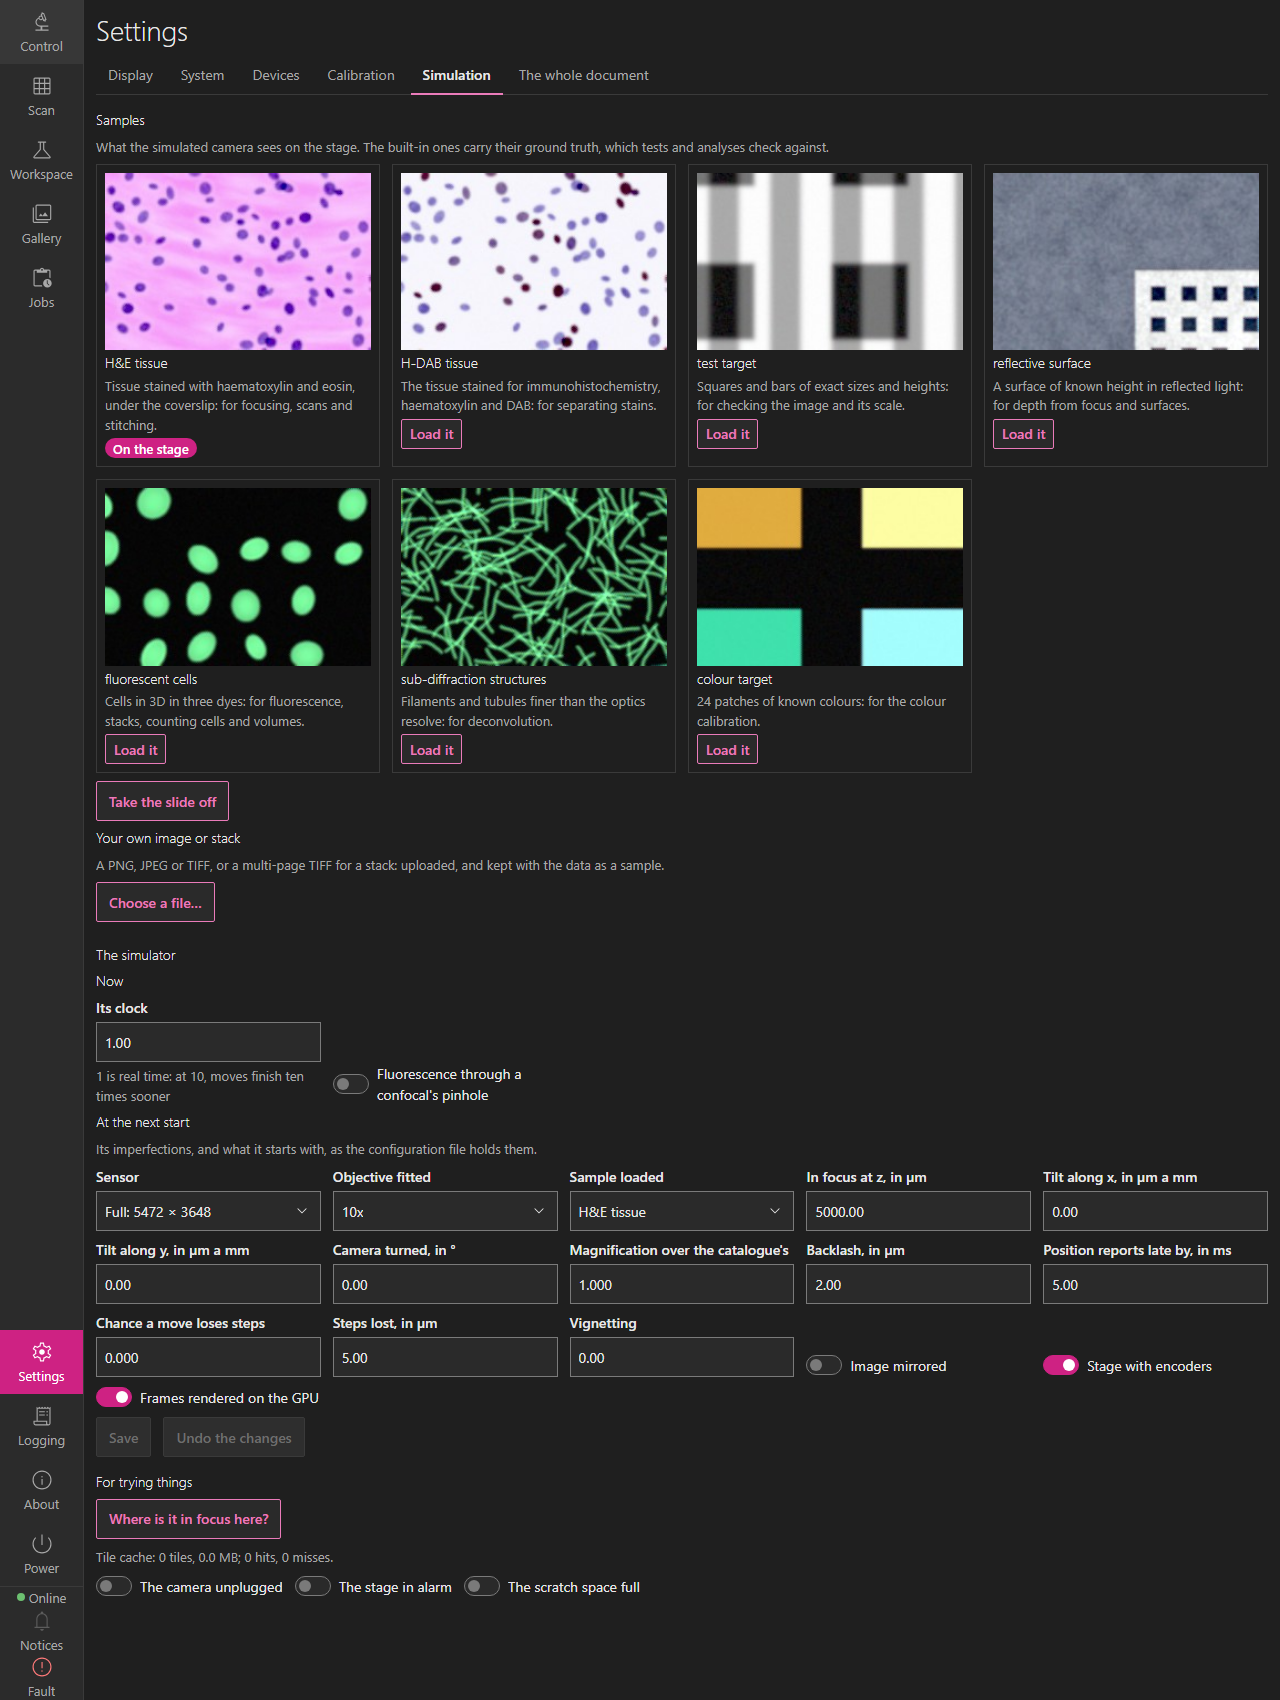 Control
Scan
Workspace
Gallery
Jobs
Settings
Logging
About
Power
Online
Notices
Fault
Settings
Display
System
Devices
Calibration
Simulation
The whole document
Samples
What the simulated camera sees on the stage. The built-in ones carry their ground truth, which tests and analyses check against.
H&E tissue
Tissue stained with haematoxylin and eosin,
under the coverslip: for focusing, scans and
stitching.
On the stage
H-DAB tissue
The tissue stained for immunohistochemistry,
haematoxylin and DAB: for separating stains.
Load it
test target
Squares and bars of exact sizes and heights:
for checking the image and its scale.
Load it
reflective surface
A surface of known height in reflected light:
for depth from focus and surfaces.
Load it
fluorescent cells
Cells in 3D in three dyes: for fluorescence,
stacks, counting cells and volumes.
Load it
sub-diffraction structures
Filaments and tubules finer than the optics
resolve: for deconvolution.
Load it
colour target
24 patches of known colours: for the colour
calibration.
Load it
Take the slide off
Your own image or stack
A PNG, JPEG or TIFF, or a multi-page TIFF for a stack: uploaded, and kept with the data as a sample.
Choose a file...
The simulator
Now
Its clock
1.00
1 is real time: at 10, moves finish ten
times sooner
Fluorescence through a
confocal's pinhole
At the next start
Its imperfections, and what it starts with, as the configuration file holds them.
Sensor
Full: 5472 × 3648
Objective fitted
10x
Sample loaded
H&E tissue
In focus at z, in µm
5000.00
Tilt along x, in µm a mm
0.00
Tilt along y, in µm a mm
0.00
Camera turned, in °
0.00
Magnification over the catalogue's
1.000
Backlash, in µm
2.00
Position reports late by, in ms
5.00
Chance a move loses steps
0.000
Steps lost, in µm
5.00
Vignetting
0.00
Image mirrored
Stage with encoders
Frames rendered on the GPU
Save
Undo the changes
For trying things
Where is it in focus here?
Tile cache: 0 tiles, 0.0 MB; 0 hits, 0 misses.
The camera unplugged
The stage in alarm
The scratch space full